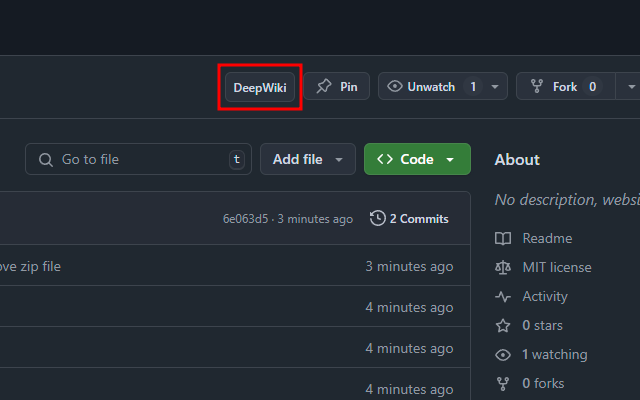 DeepWiki Pin Unwatch 1 Fork 0
Go to file t Add file Code
About
No description, websi
6e063d5 · 3 minutes ago 2 Commits
Readme
ove zip file 3 minutes ago
MIT license
Activity
4 minutes ago
0 stars
4 minutes ago
1 watching
0 forks
4 minutes ago